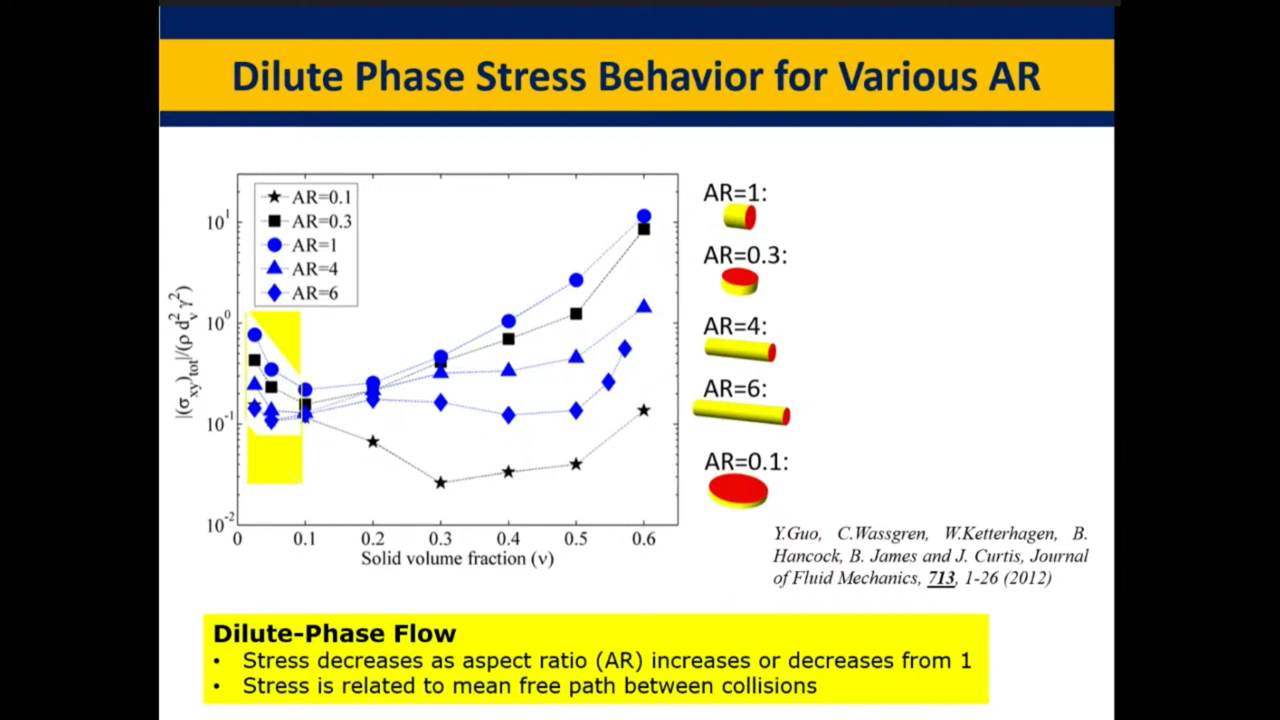 Dilute Phase Stress Behavior for Various AR
AR=0.1
AR=0.3
AR=1
AR=4
AR=6
10¹
10⁰
10⁻¹
10⁻²
|(σxy)tot|/(ρ dᵥ² γ²)
0 0.1 0.2 0.3 0.4 0.5 0.6
Solid volume fraction (ν)
AR=1:
AR=0.3:
AR=4:
AR=6:
AR=0.1:
Y.Guo, C.Wassgren, W.Ketterhagen, B.
Hancock, B. James and J. Curtis, Journal
of Fluid Mechanics, 713, 1-26 (2012)
Dilute-Phase Flow
• Stress decreases as aspect ratio (AR) increases or decreases from 1
• Stress is related to mean free path between collisions